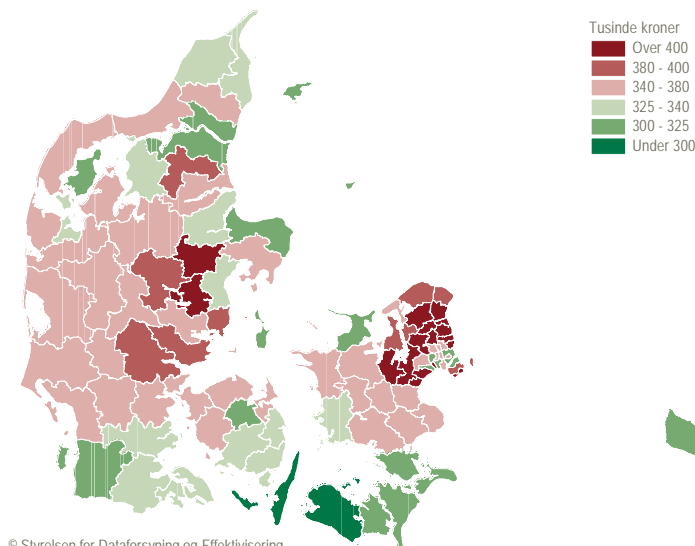 Tusinde kroner
Over 400
380 - 400
340 - 380
325 - 340
300 - 325
Under 300
© Styrelsen for Dataforsyning og Effektivisering